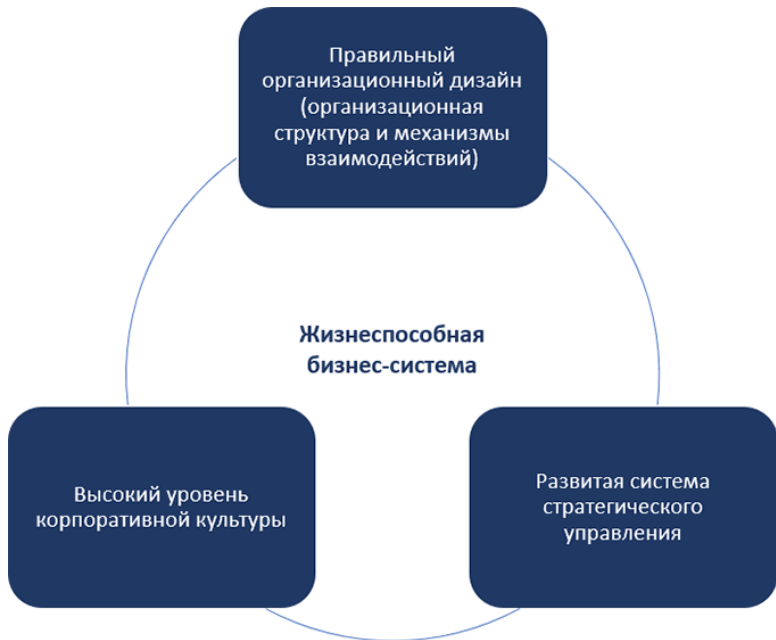 Правильный
организационный дизайн
(организационная
структура и механизмы
взаимодействий)
Жизнеспособная
бизнес-система
Высокий уровень
корпоративной культуры
Развитая система
стратегического
управления